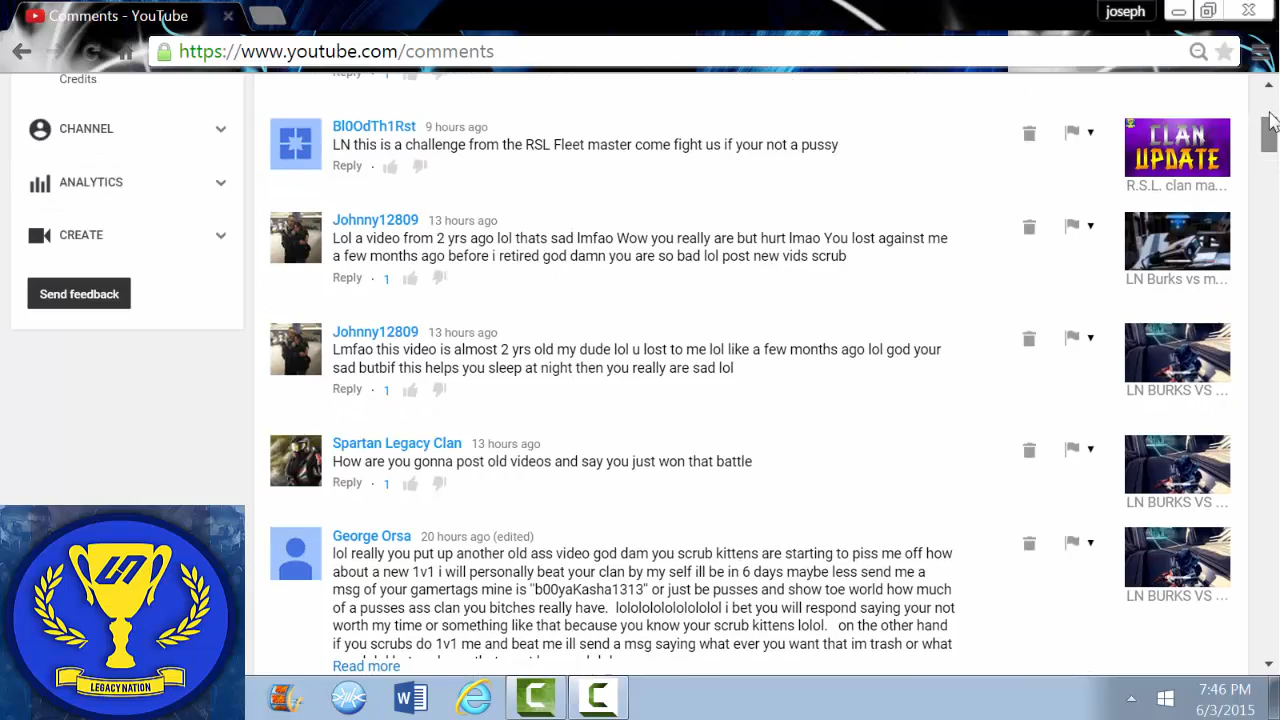 Comments - YouTube
joseph
https://www.youtube.com/comments
Credits
CHANNEL
ANALYTICS
CREATE
Send feedback
Reply · 1
Bl0OdTh1Rst 9 hours ago
LN this is a challenge from the RSL Fleet master come fight us if your not a pussy
Reply ·
CLAN
UPDATE
R.S.L. clan ma...
Johnny12809 13 hours ago
Lol a video from 2 yrs ago lol thats sad lmfao Wow you really are but hurt lmao You lost against me
a few months ago before i retired god damn you are so bad lol post new vids scrub
Reply · 1
LN Burks vs m...
Johnny12809 13 hours ago
Lmfao this video is almost 2 yrs old my dude lol u lost to me lol like a few months ago lol god your
sad butbif this helps you sleep at night then you really are sad lol
Reply · 1
LN BURKS VS ...
Spartan Legacy Clan 13 hours ago
How are you gonna post old videos and say you just won that battle
Reply · 1
LN BURKS VS ...
George Orsa 20 hours ago (edited)
lol really you put up another old ass video god dam you scrub kittens are starting to piss me off how
about a new 1v1 i will personally beat your clan by my self ill be in 6 days maybe less send me a
msg of your gamertags mine is "b00yaKasha1313" or just be pusses and show toe world how much
of a pusses ass clan you bitches really have. lolololololololol i bet you will respond saying your not
worth my time or something like that because you know your scrub kittens lolol. on the other hand
if you scrubs do 1v1 me and beat me ill send a msg saying what ever you want that im trash or what
Read more
LN BURKS VS ...
LEGACY NATION
7:46 PM
6/3/2015